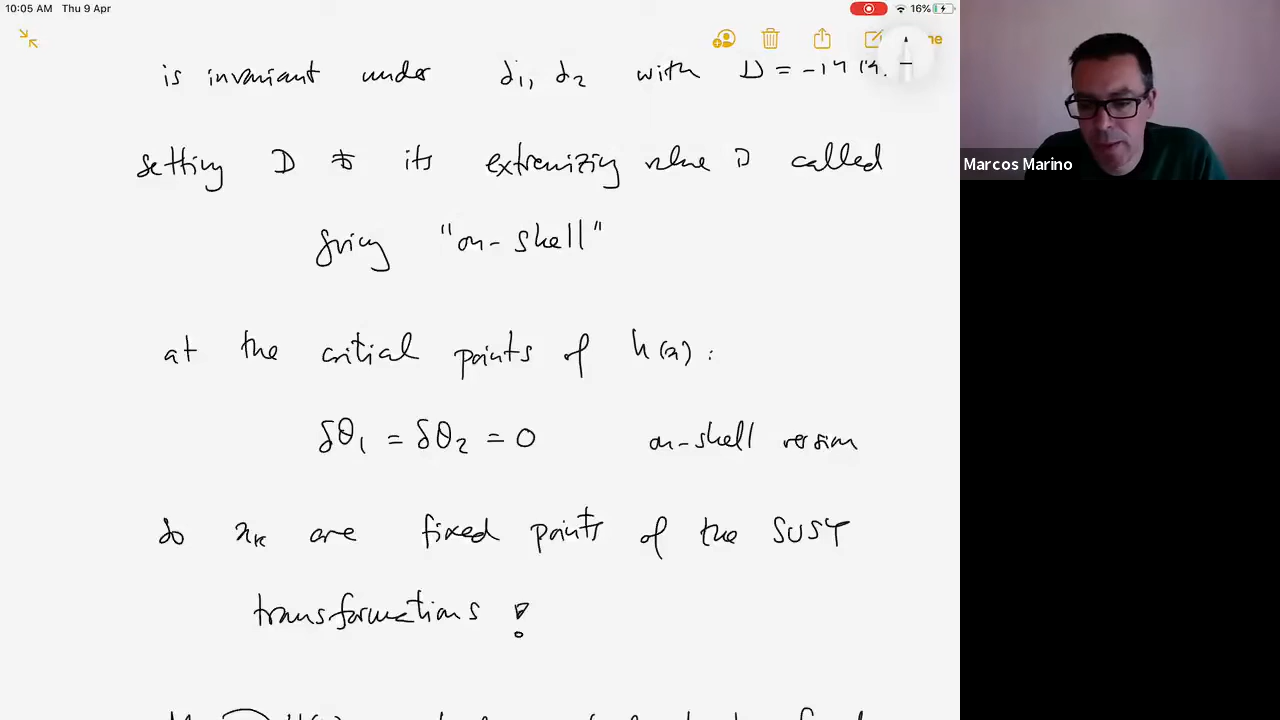 10:05 AM Thu 9 Apr
16%
is invariant under δ1, δ2 with D =
setting D to its extremizing value is called
going "on-shell"
at the critical points of h(x):
δθ₁ = δθ₂ = 0 on-shell version
so xₖ are fixed points of the SUSY
transformations !
Marcos Marino